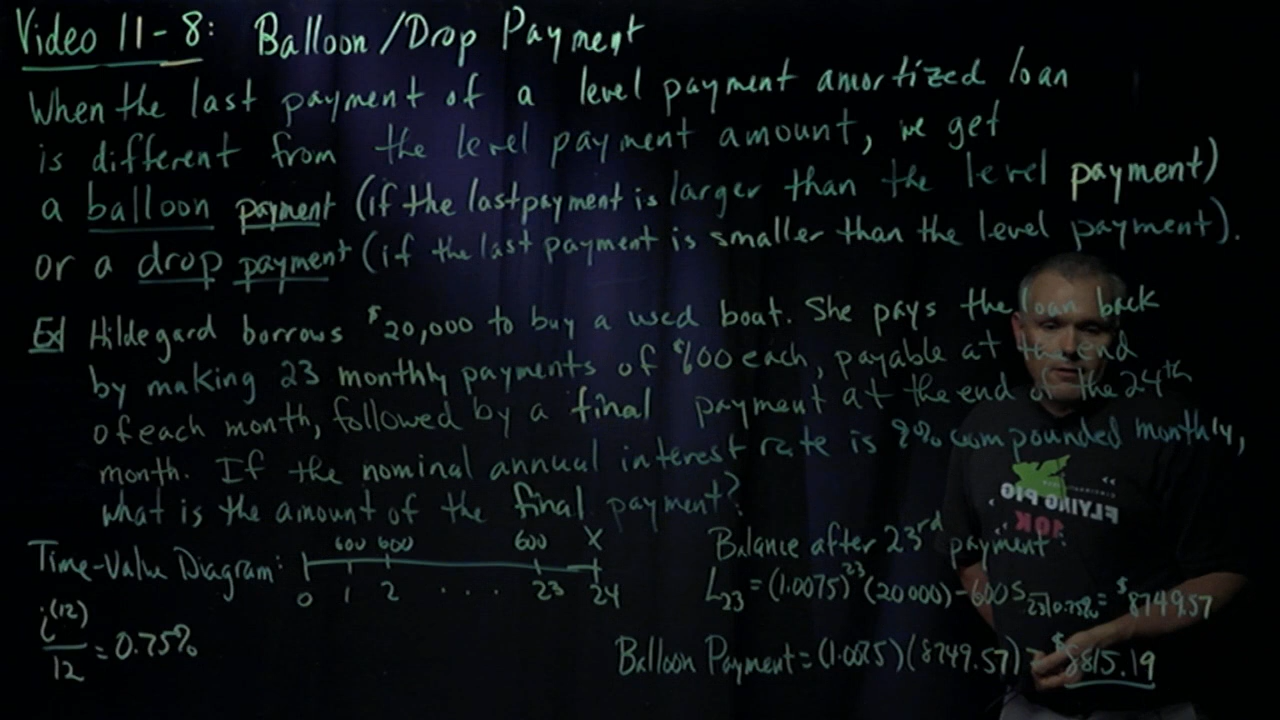 Video 11-8: Balloon/Drop Payment
When the last payment of a level payment amortized loan
is different from the level payment amount, we get
a balloon payment (if the last payment is larger than the level payment)
or a drop payment (if the last payment is smaller than the level payment).
Ex Hildegard borrows $20,000 to buy a used boat. She pays the loan back
by making 23 monthly payments of $600 each, payable at the end
of each month, followed by a final payment at the end of the 24th
month. If the nominal annual interest rate is 9% compounded monthly,
what is the amount of the final payment?
Time-Value Diagram:
600 600 600 X
0 1 2 . . . 23 24
i^(12)/12 = 0.75%
Balance after 23rd payment:
L_23 = (1.0075)^23 (20000) - 600 s_23|0.75% = $8749.57
Balloon Payment = (1.0075)(8749.57) = $8815.19
FLYING PIG
10K